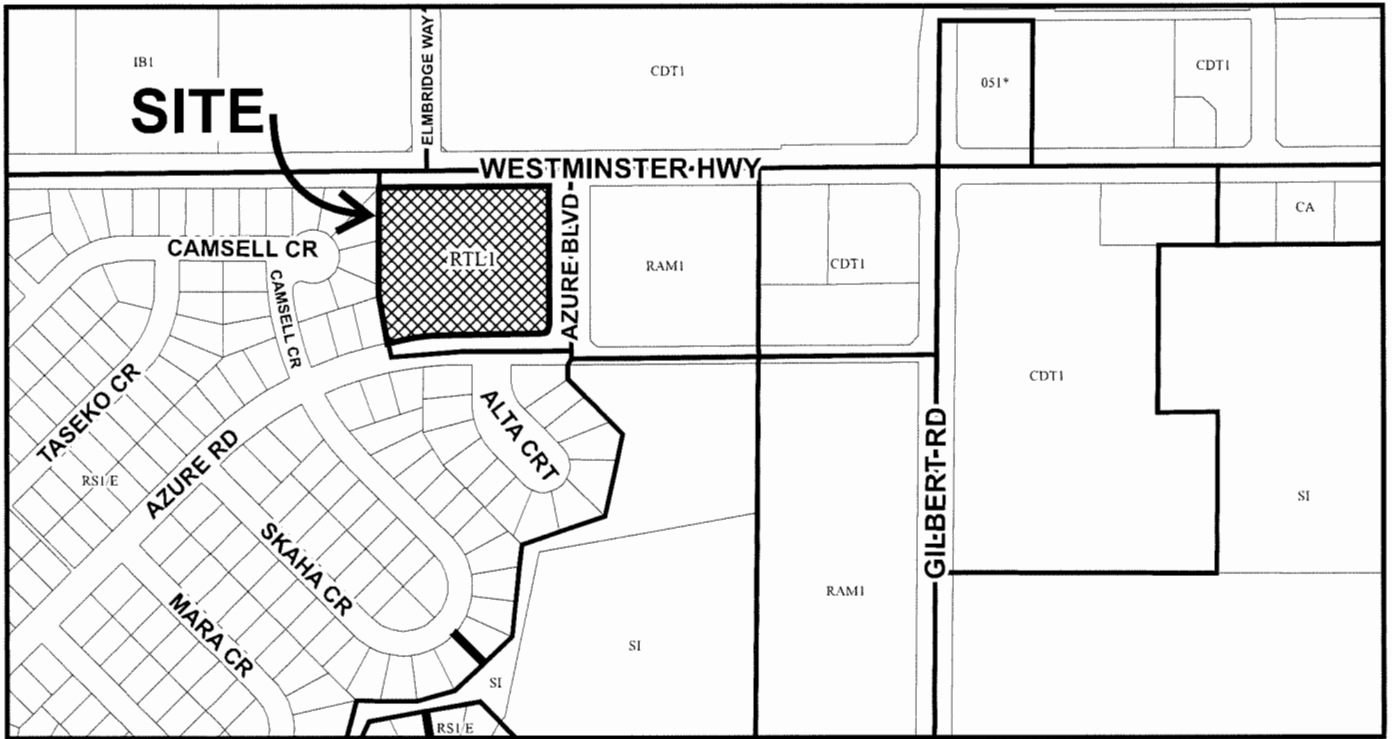 IB1
ELMBRIDGE WAY
CDT1
051*
CDT1
SITE
WESTMINSTER HWY
CAMSELL CR
CAMSELL CR
RTL1
AZURE BLVD
RAM1
CDT1
CA
TASEKO CR
RS1/E
AZURE RD
ALTA CRT
CDT1
GILBERT RD
SI
SKAHA CR
MARA CR
RAM1
SI
SI
RS1/E